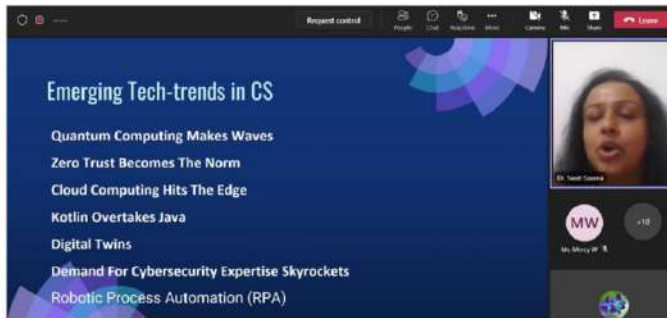 Request control
People
Chat
Reactions
More
Camera
Mic
Share
Leave
Emerging Tech-trends in CS
Quantum Computing Makes Waves
Zero Trust Becomes The Norm
Cloud Computing Hits The Edge
Kotlin Overtakes Java
Digital Twins
Demand For Cybersecurity Expertise Skyrockets
Robotic Process Automation (RPA)
MW
+10